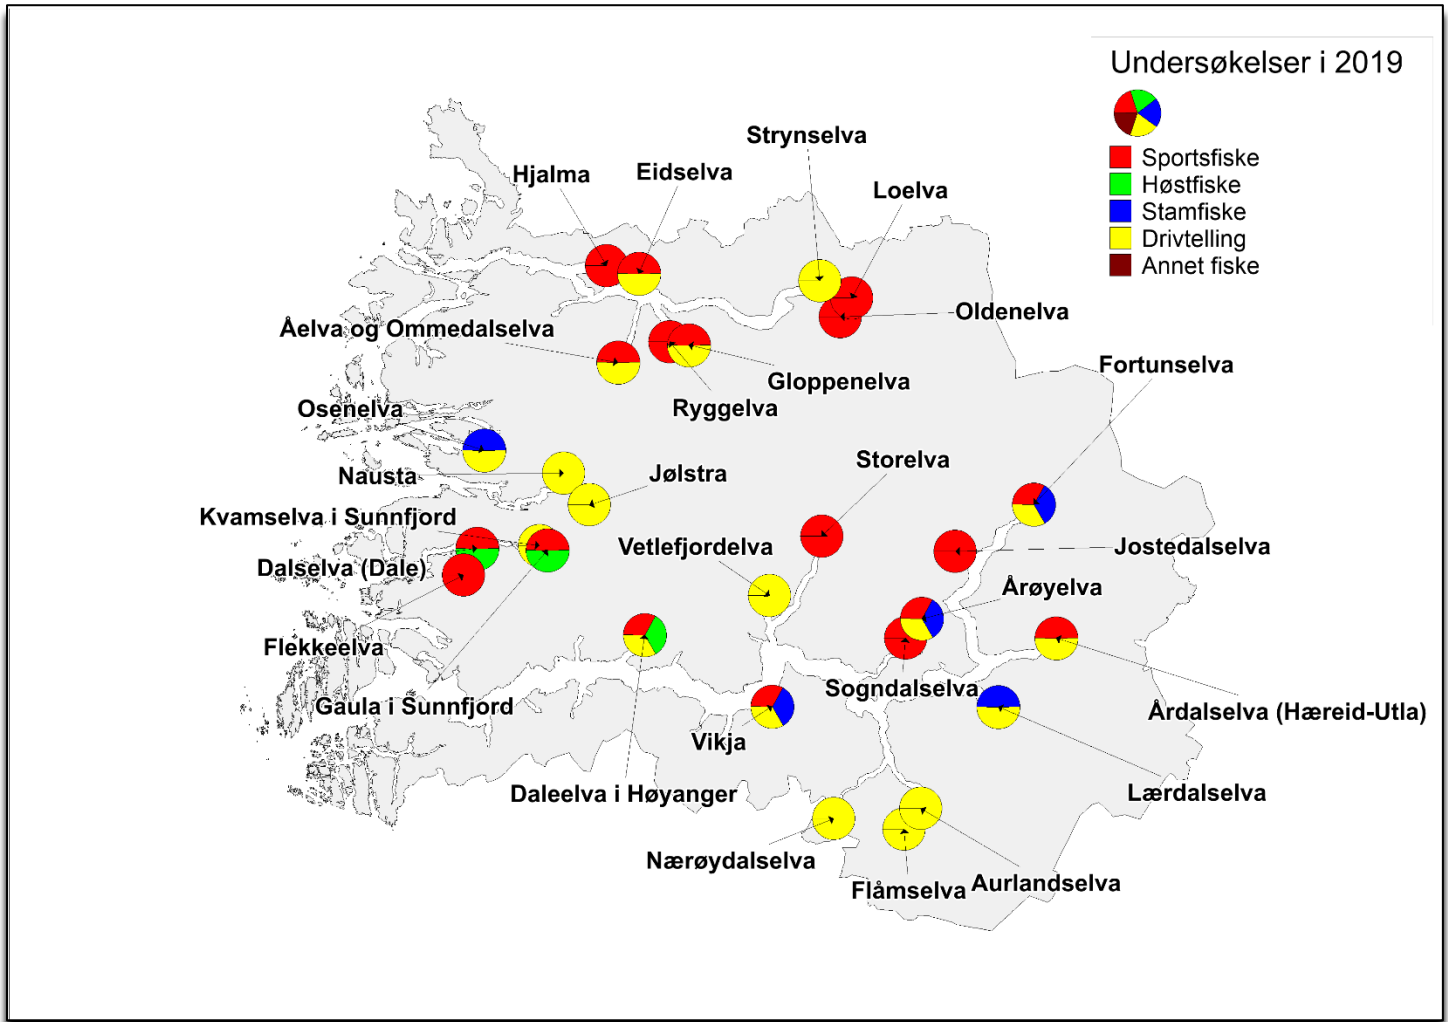 Undersøkelser i 2019
Sportsfiske
Høstfiske
Stamfiske
Drivtelling
Annet fiske
Strynselva
Hjalma
Eidselva
Loelva
Oldenelva
Åelva og Ommedalselva
Fortunselva
Gloppenelva
Ryggelva
Osenelva
Storelva
Nausta
Jølstra
Kvamselva i Sunnfjord
Vetlefjordelva
Jostedalselva
Dalselva (Dale)
Årøyelva
Flekkeelva
Sogndalselva
Gaula i Sunnfjord
Årdalselva (Hæreid-Utla)
Vikja
Daleelva i Høyanger
Lærdalselva
Nærøydalselva
Flåmselva
Aurlandselva